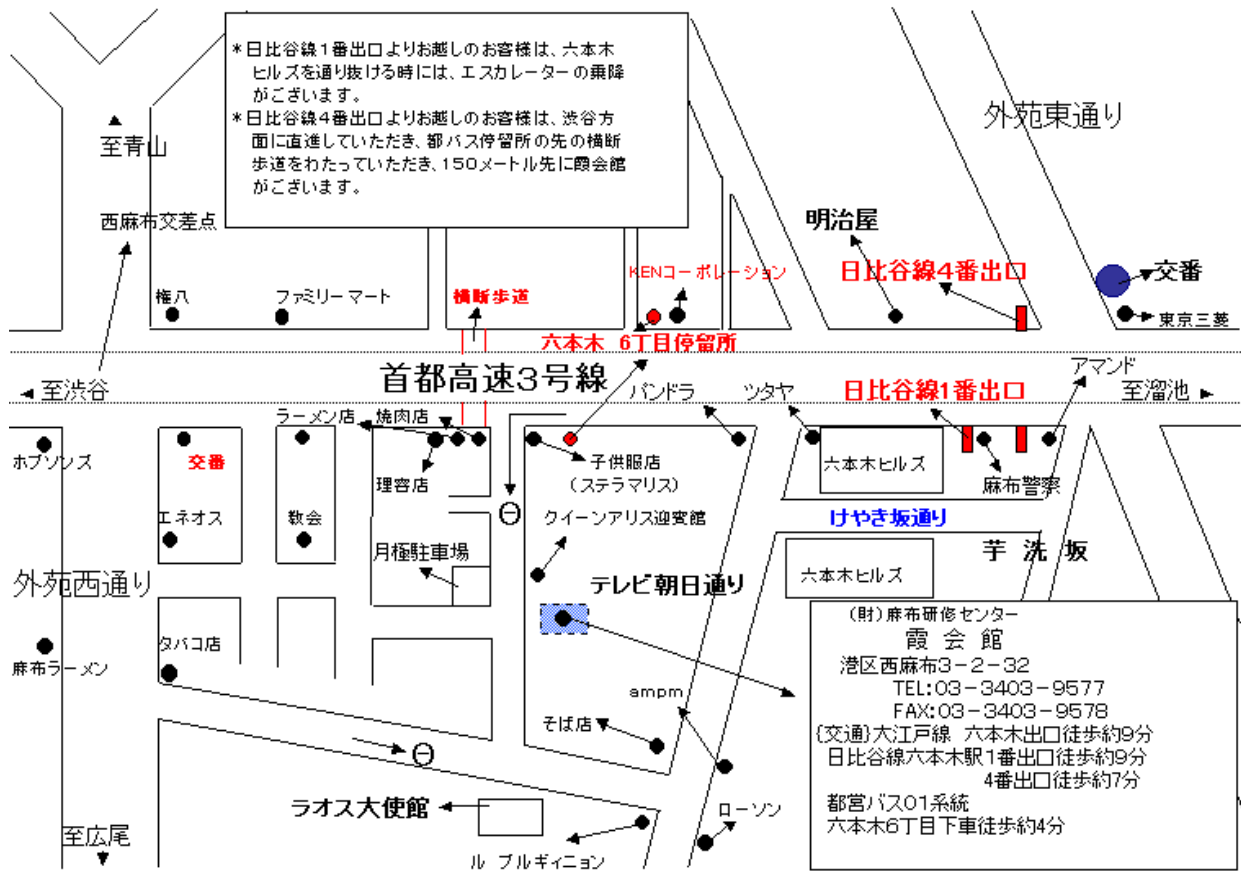 *日比谷線1番出口よりお越しのお客様は、六本木
ヒルズを通り抜ける時には、エスカレーターの乗降
がございます。
*日比谷線4番出口よりお越しのお客様は、渋谷方
面に直進していただき、都バス停留所の先の横断
歩道をわたっていただき、150メートル先に霞会館
がございます。
外苑東通り
至青山
西麻布交差点
明治屋
KENコーポレーション
日比谷線4番出口
交番
権八
ファミリーマート
横断歩道
東京三菱
六本木 6丁目停留所
首都高速3号線
至渋谷
アマンド
至溜池
パンドラ
ツタヤ
日比谷線1番出口
ラーメン店
焼肉店
ホブソンズ
交番
理容店
子供服店
(ステラマリス)
六本木ヒルズ
麻布警察
エネオス
教会
クイーンアリス迎賓館
けやき坂通り
月極駐車場
芋洗坂
外苑西通り
テレビ朝日通り
六本木ヒルズ
タバコ店
麻布ラーメン
ampm
そば店
(財)麻布研修センター
霞会館
港区西麻布3-2-32
TEL:03-3403-9577
FAX:03-3403-9578
{交通}大江戸線 六本木出口徒歩約9分
日比谷線六本木駅1番出口徒歩約9分
4番出口徒歩約7分
都営バス01系統
六本木6丁目下車徒歩約4分
ラオス大使館
ローソン
至広尾
ル ブルギィニョン